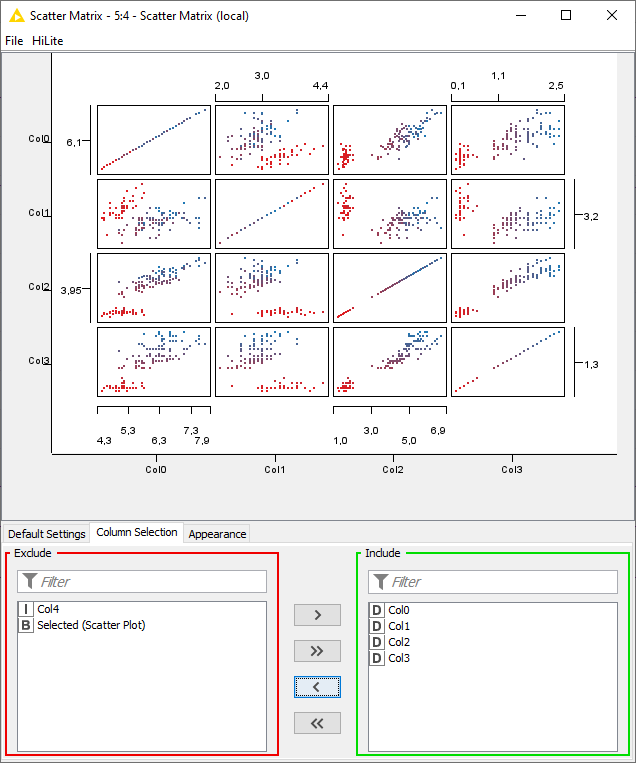 Scatter Matrix - 5:4 - Scatter Matrix (local)
File HiLite
2,0 3,0 4,4 0,1 1,1 2,5
Col0 6,1
Col1 3,2
Col2 3,95
Col3 1,3
4,3 5,3 6,3 7,3 7,9 1,0 3,0 5,0 6,9
Col0 Col1 Col2 Col3
Default Settings Column Selection Appearance
Exclude Include
Filter Filter
I Col4 D Col0
B Selected (Scatter Plot) D Col1
D Col2
D Col3
>
>>
<
<<